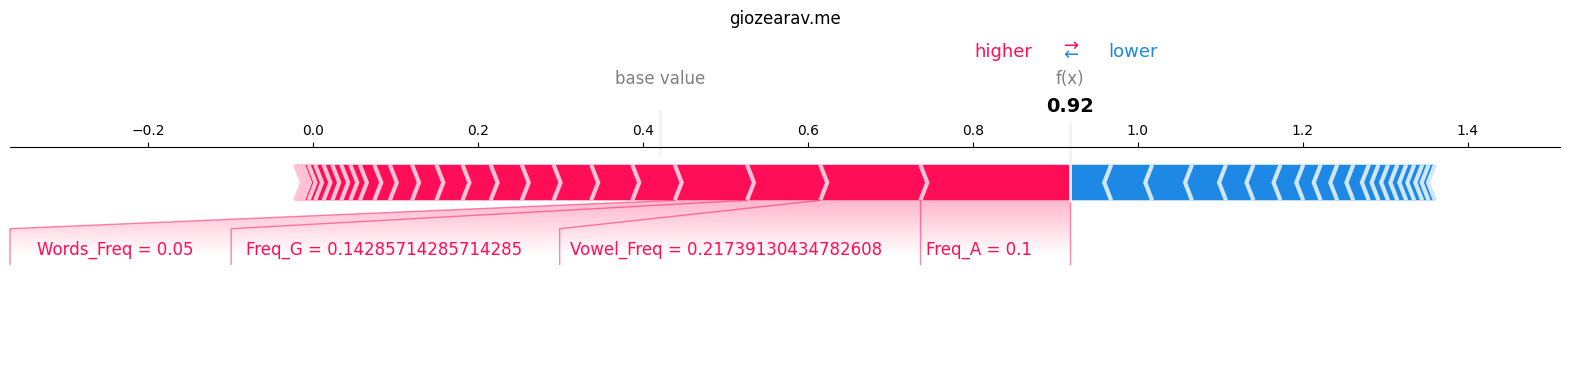 giozearav.me
higher → ← lower
base value f(x)
0.92
−0.2 0.0 0.2 0.4 0.6 0.8 1.0 1.2 1.4
Words_Freq = 0.05 Freq_G = 0.14285714285714285 Vowel_Freq = 0.21739130434782608 Freq_A = 0.1